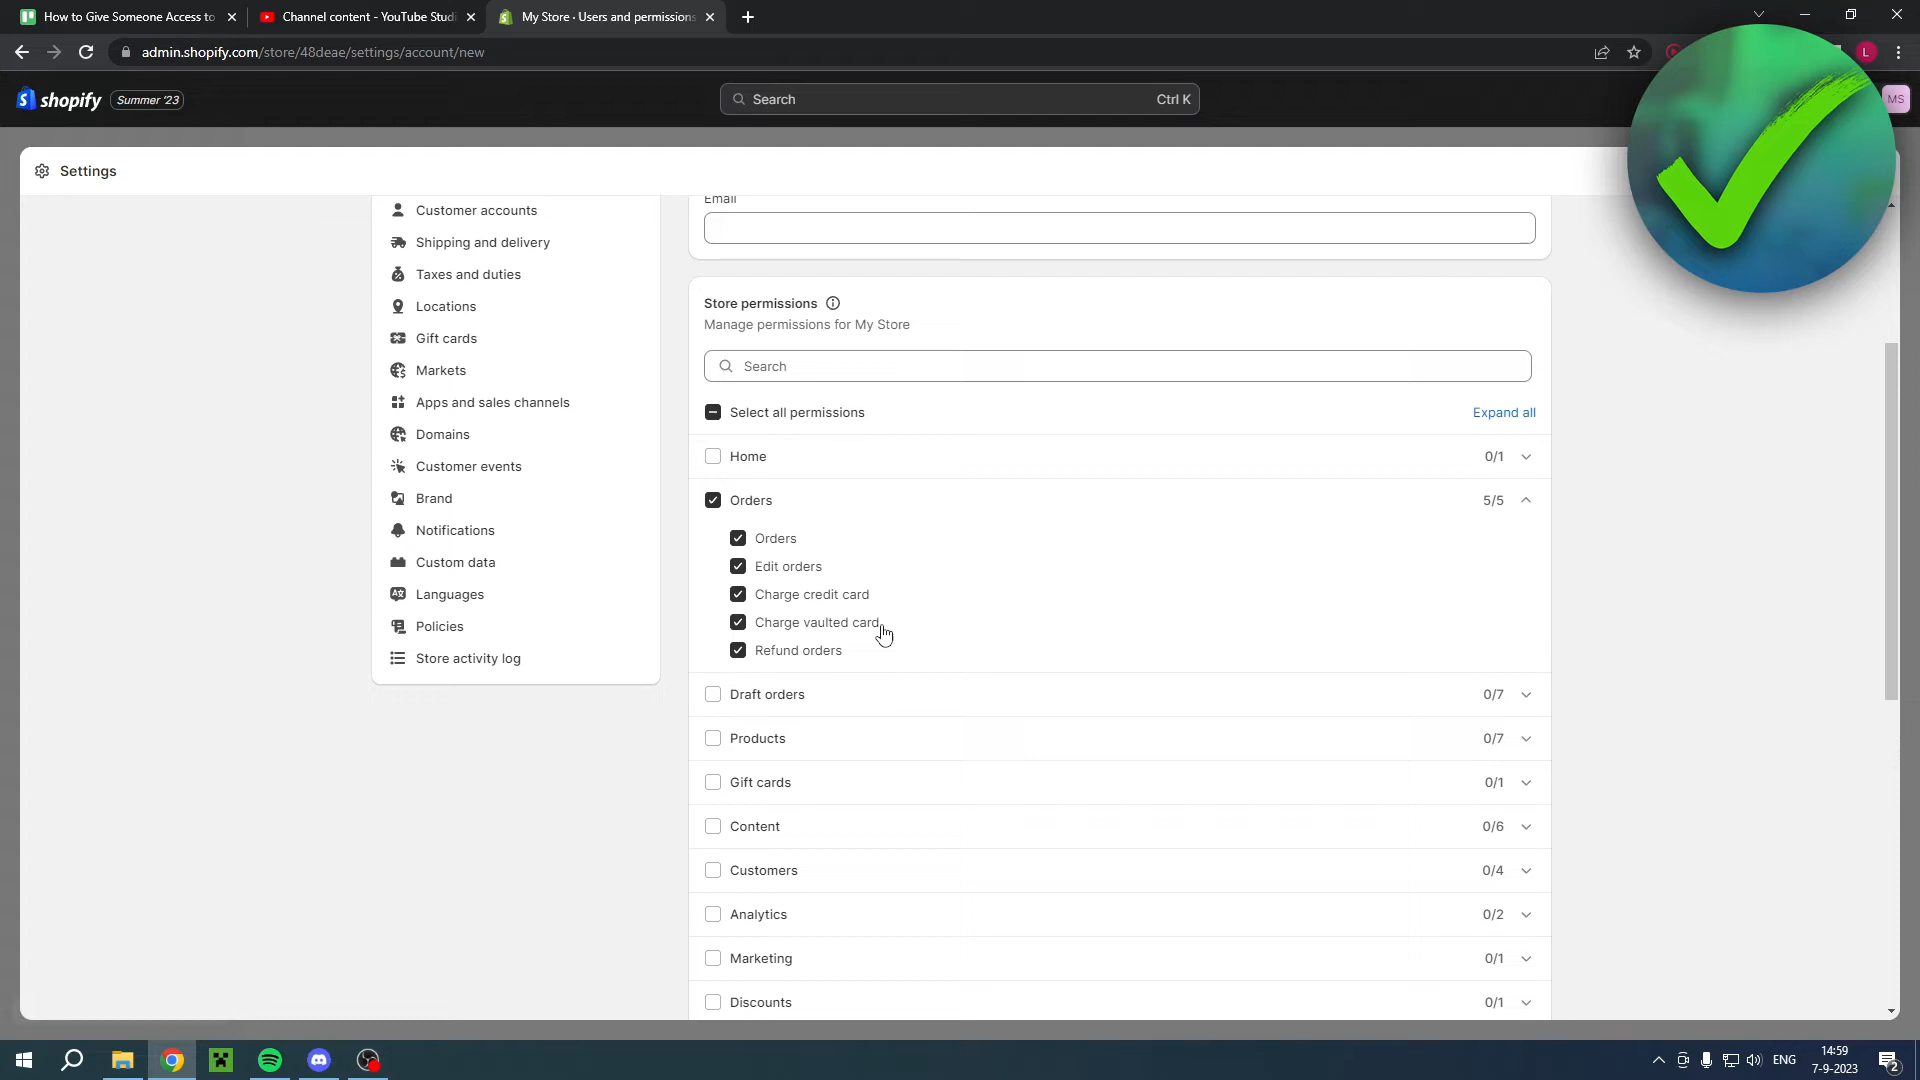 How to Give Someone Access to
Channel content - YouTube Studi
My Store · Users and permissions
admin.shopify.com/store/48deae/settings/account/new
L
shopify
Summer '23
Search
Ctrl K
MS
Settings
Customer accounts
Shipping and delivery
Taxes and duties
Locations
Gift cards
Markets
Apps and sales channels
Domains
Customer events
Brand
Notifications
Custom data
Languages
Policies
Store activity log
Email
Store permissions
Manage permissions for My Store
Search
Select all permissions
Expand all
Home 0/1
Orders 5/5
Orders
Edit orders
Charge credit card
Charge vaulted card
Refund orders
Draft orders 0/7
Products 0/7
Gift cards 0/1
Content 0/6
Customers 0/4
Analytics 0/2
Marketing 0/1
Discounts 0/1
ENG
14:59
7-9-2023
2